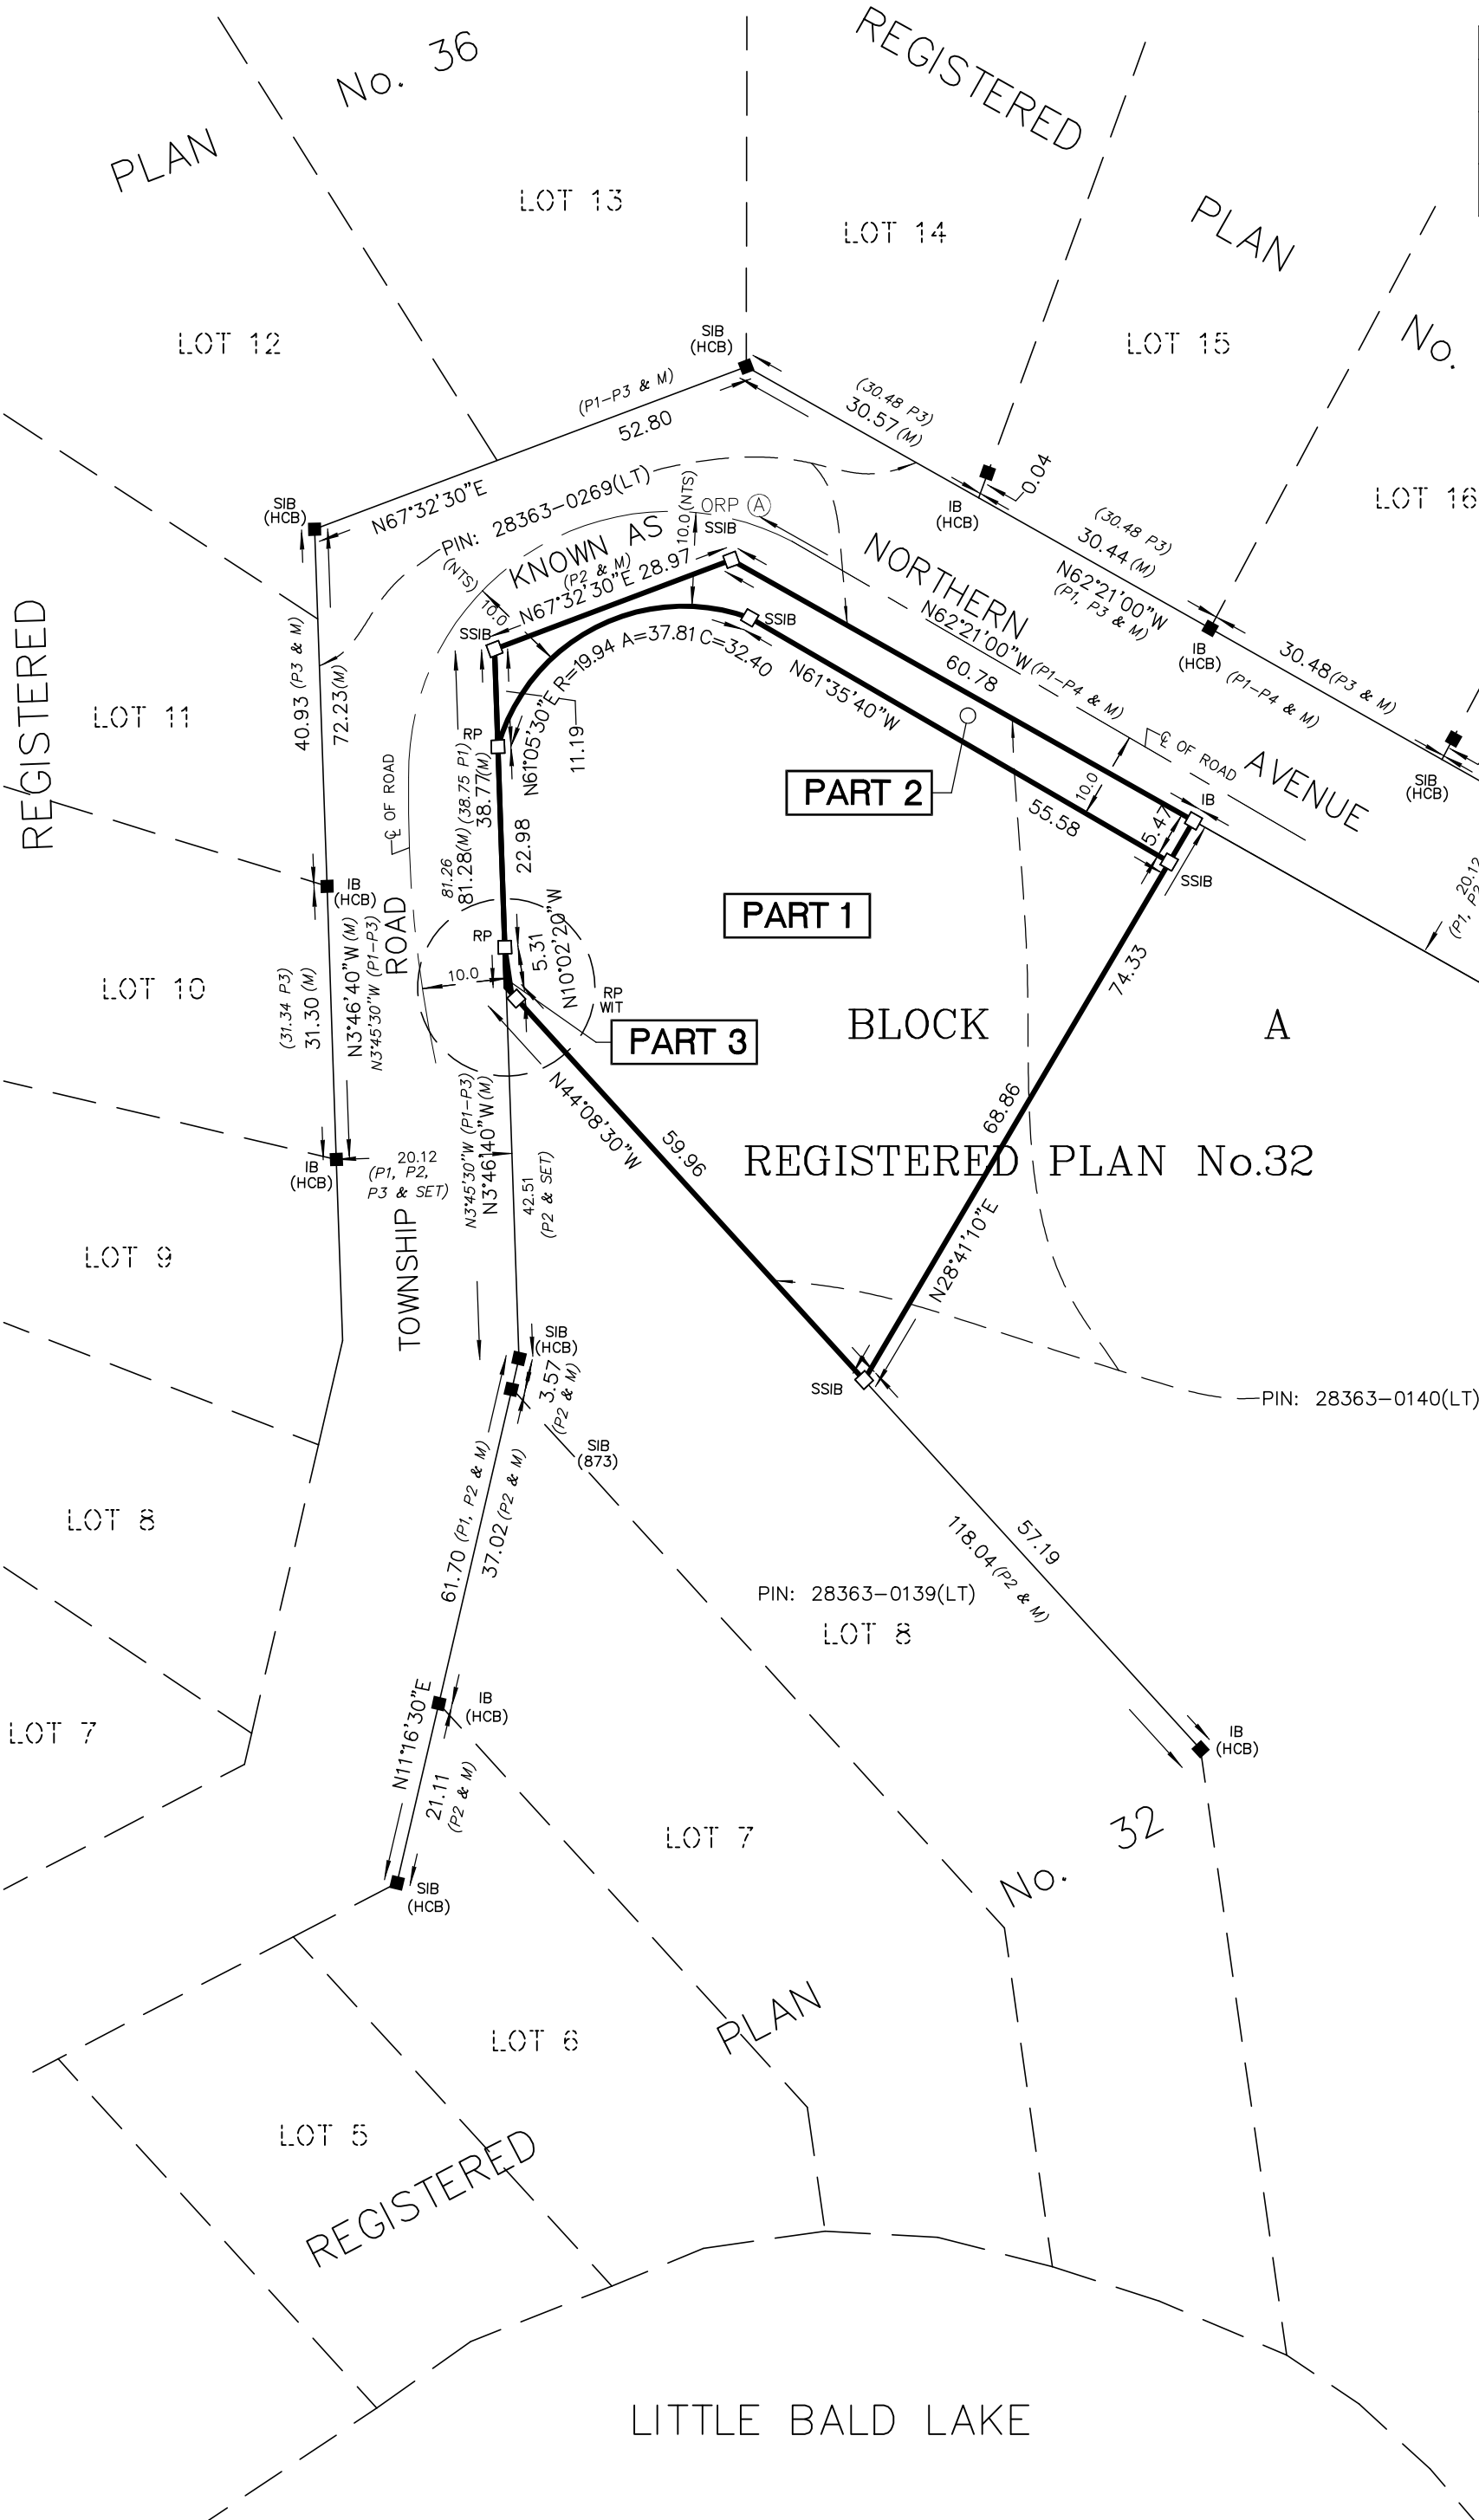 PLAN No. 36
REGISTERED PLAN No.
LOT 13
LOT 14
LOT 12
LOT 15
LOT 16
SIB
(HCB)
(P1-P3 & M)
52.80
N67°32'30"E
SIB
(HCB)
(30.48 P3)
30.57 (M)
0.04
IB
(HCB)
(30.48 P3)
30.44 (M)
N62°21'00"W
(P1, P3 & M)
IB
(HCB)
(P1-P4 & M)
30.48 (P3 & M)
SIB
(HCB)
PIN: 28363-0269(LT)
(NTS)
10.0
10.0 (NTS)
ORP A
SSIB
KNOWN AS
(P2 & M)
N67°32'30"E 28.97
NORTHERN
AVENUE
N62°21'00"W (P1-P4 & M)
SSIB
SSIB
R=19.94 A=37.81 C=32.40
N61°05'30"E
N61°35'40"W
60.78
℄ OF ROAD
10.0
IB
5.47
SSIB
55.58
20.12
REGISTERED
LOT 11
40.93 (P3 & M)
72.23(M)
℄ OF ROAD
RP
11.19
81.26
81.28(M) (38.75 P1)
38.77(M)
22.98
PART 2
PART 1
IB
(HCB)
RP
5.31
N10°02'20"W
ROAD
10.0
RP
WIT
PART 3
LOT 10
(31.34 P3)
31.30 (M)
N3°46'40"W (M)
N3°45'30"W (P1-P3)
74.33
BLOCK A
N44°08'30"W
59.96
68.86
REGISTERED PLAN No.32
IB
(HCB)
20.12
(P1, P2,
P3 & SET)
N3°45'30"W (P1-P3)
N3°46'40"W (M)
42.51
(P2 & SET)
N28°41'10"E
LOT 9
TOWNSHIP
SIB
(HCB)
3.57
(P2 & M)
SSIB
PIN: 28363-0140(LT)
SIB
(873)
61.70 (P1, P2 & M)
37.02 (P2 & M)
LOT 8
57.19
118.04 (P2 & M)
PIN: 28363-0139(LT)
LOT 8
LOT 7
N11°16'30"E
IB
(HCB)
21.11
(P2 & M)
IB
(HCB)
LOT 7
No. 32
SIB
(HCB)
PLAN
LOT 6
LOT 5
REGISTERED
LITTLE BALD LAKE